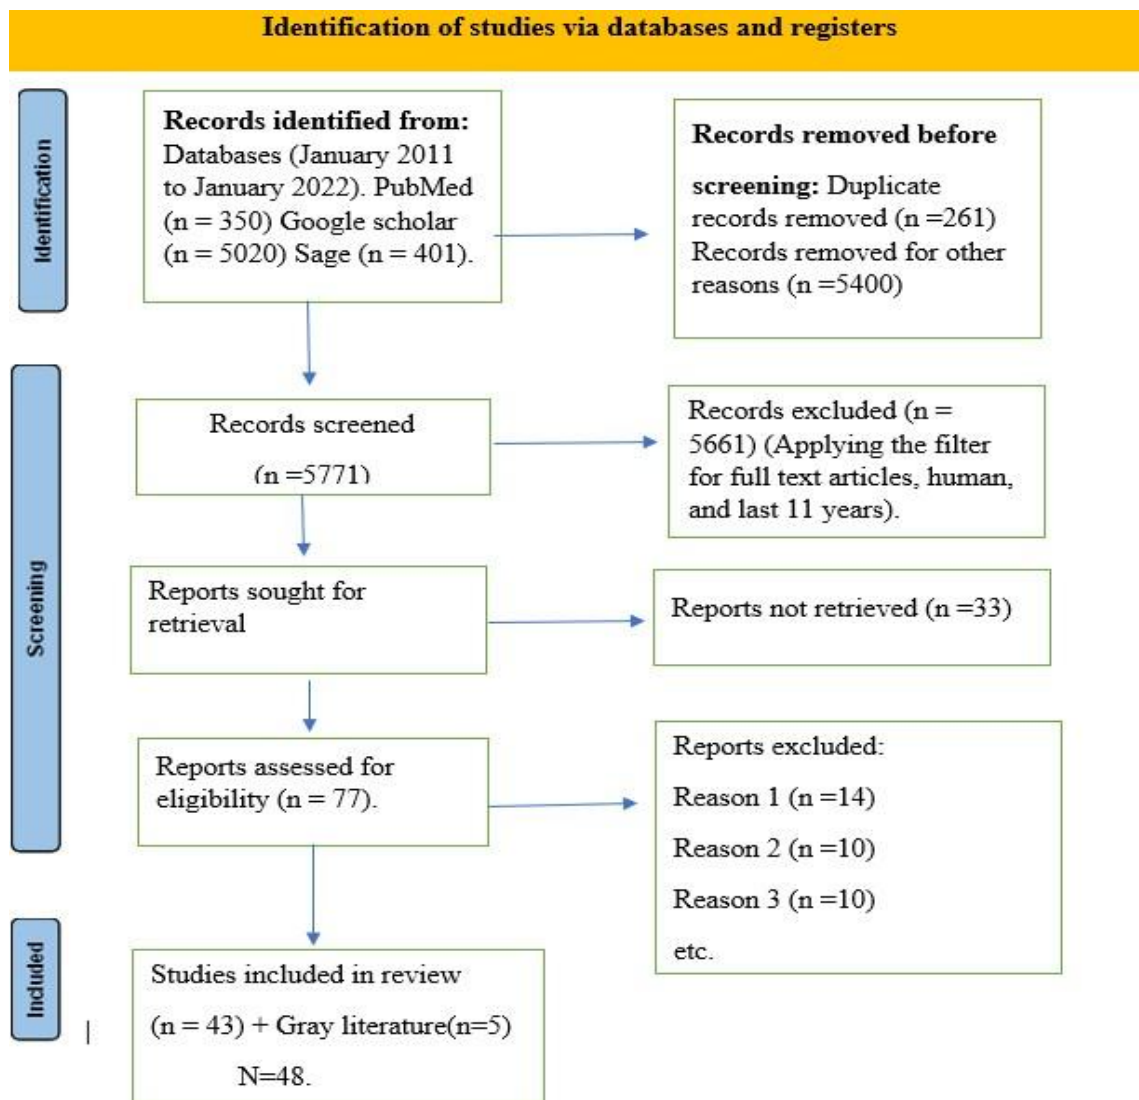 Identification of studies via databases and registers
Identification
Records identified from:
Databases (January 2011
to January 2022). PubMed
(n = 350) Google scholar
(n = 5020) Sage (n = 401).
Records removed before
screening: Duplicate
records removed (n =261)
Records removed for other
reasons (n =5400)
Screening
Records screened
(n =5771)
Records excluded (n =
5661) (Applying the filter
for full text articles, human,
and last 11 years).
Reports sought for
retrieval
Reports not retrieved (n =33)
Reports assessed for
eligibility (n = 77).
Reports excluded:
Reason 1 (n =14)
Reason 2 (n =10)
Reason 3 (n =10)
etc.
Included
Studies included in review
(n = 43) + Gray literature(n=5)
N=48.